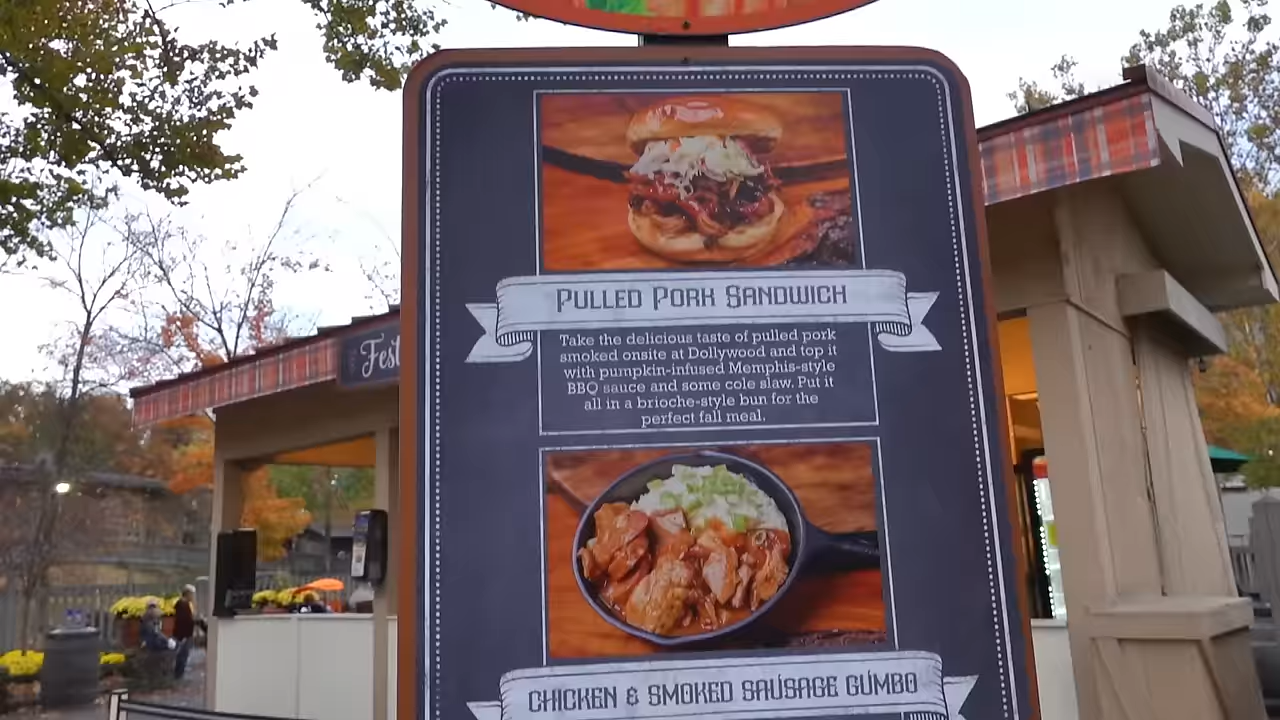 PULLED PORK SANDWICH
Take the delicious taste of pulled pork
smoked onsite at Dollywood and top it
with pumpkin-infused Memphis-style
BBQ sauce and some cole slaw. Put it
all in a brioche-style bun for the
perfect fall meal.
Fest
CHICKEN & SMOKED SAUSAGE GUMBO